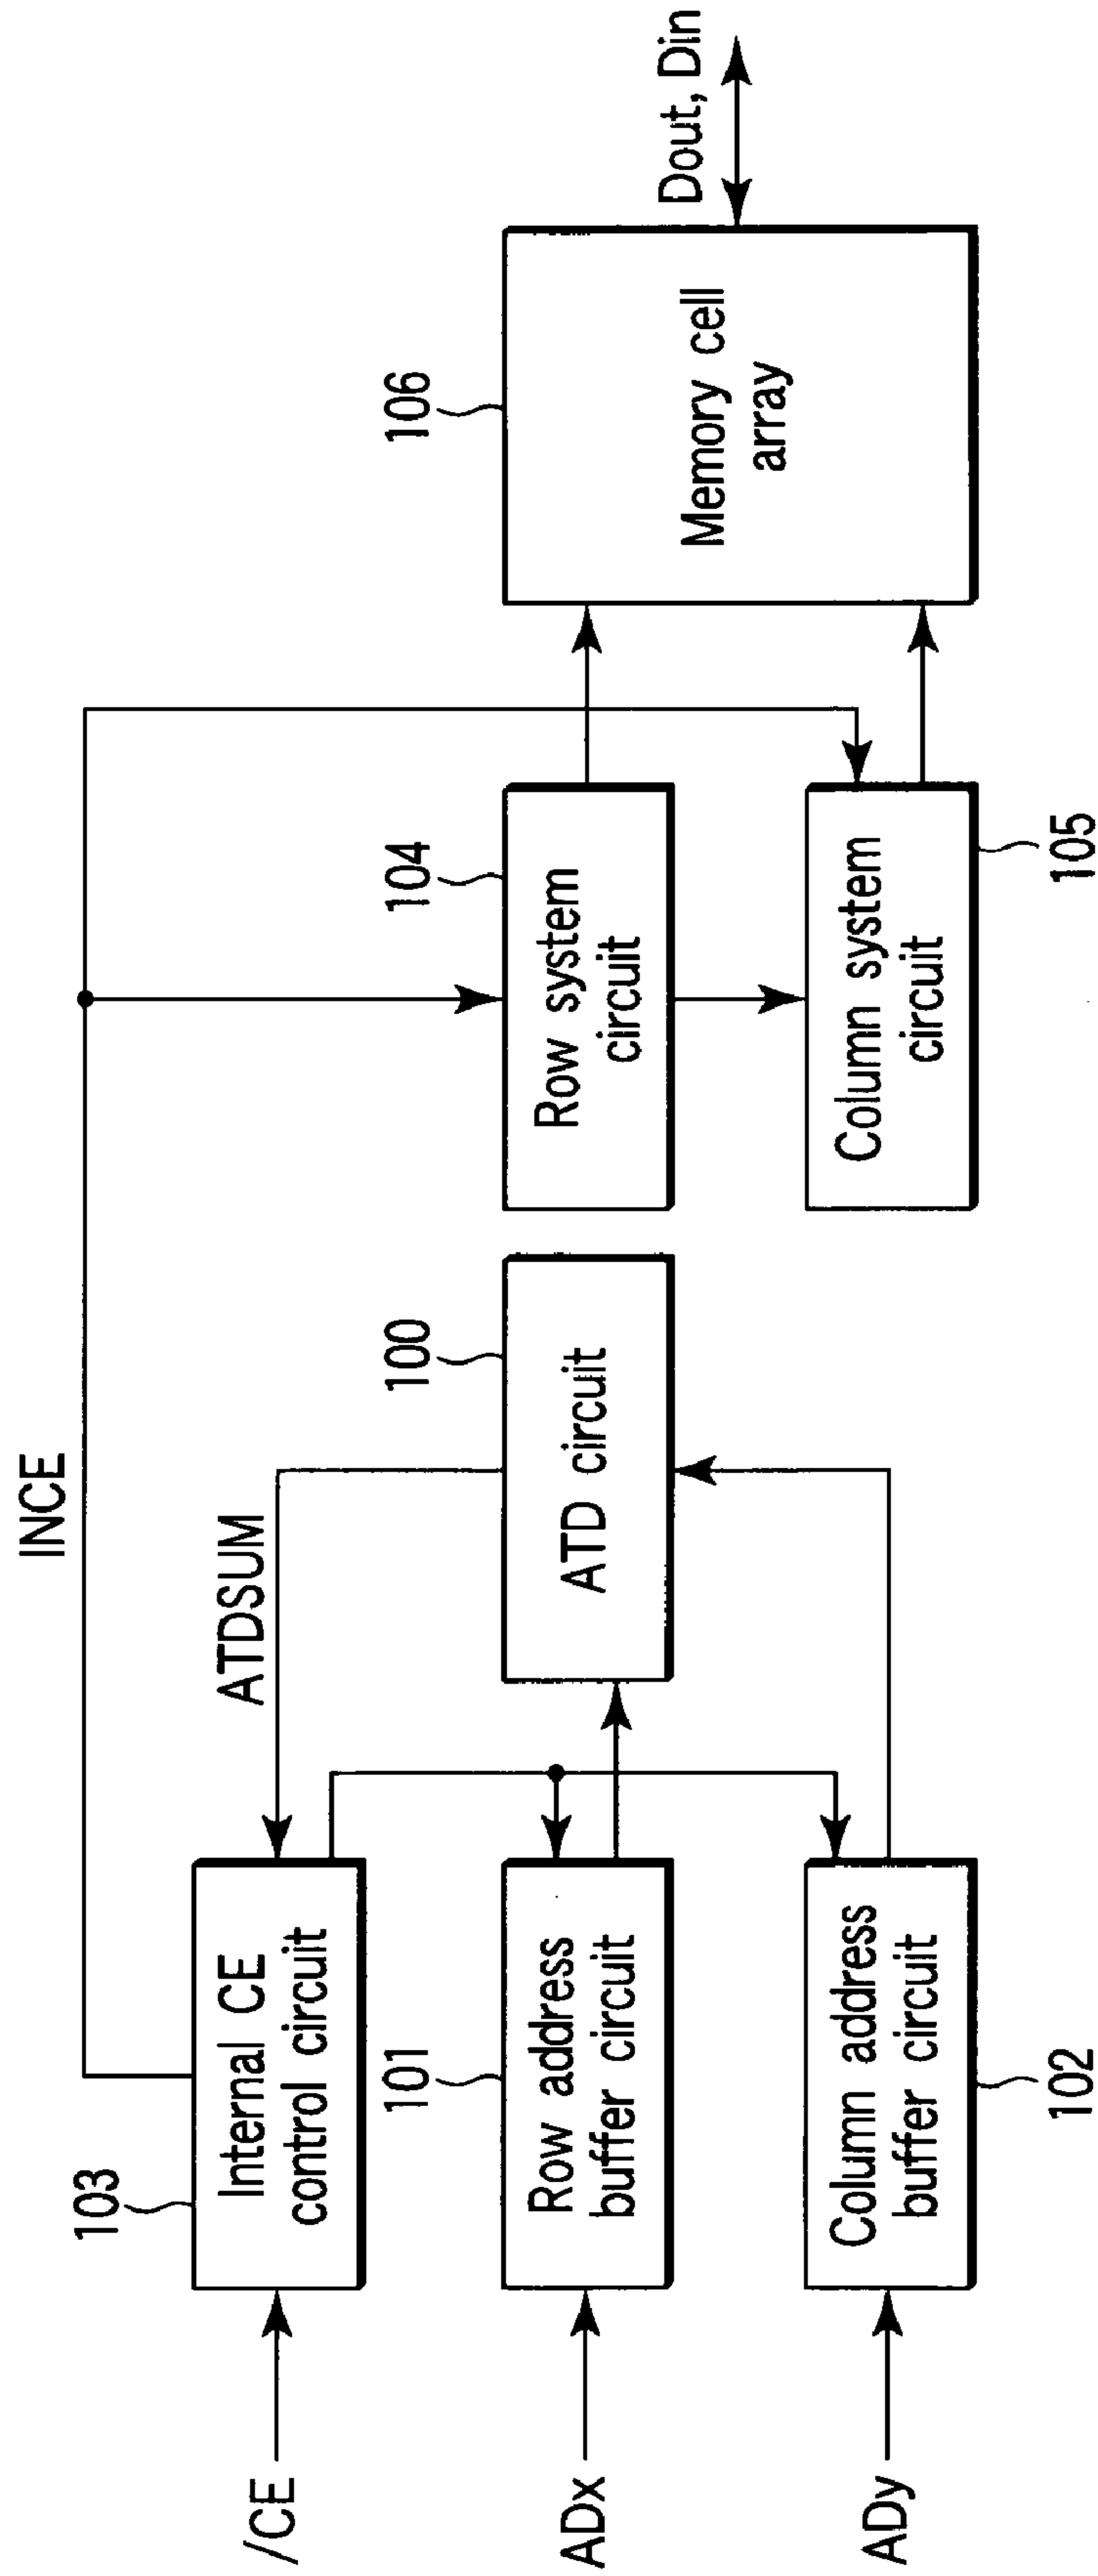 INCE
ATDSUM
103
Internal CE
control circuit
/CE
101
Row address
buffer circuit
ADx
100
ATD circuit
104
Row system
circuit
106
Memory cell
array
Dout, Din
Column address
buffer circuit
102
ADy
Column system
circuit
105